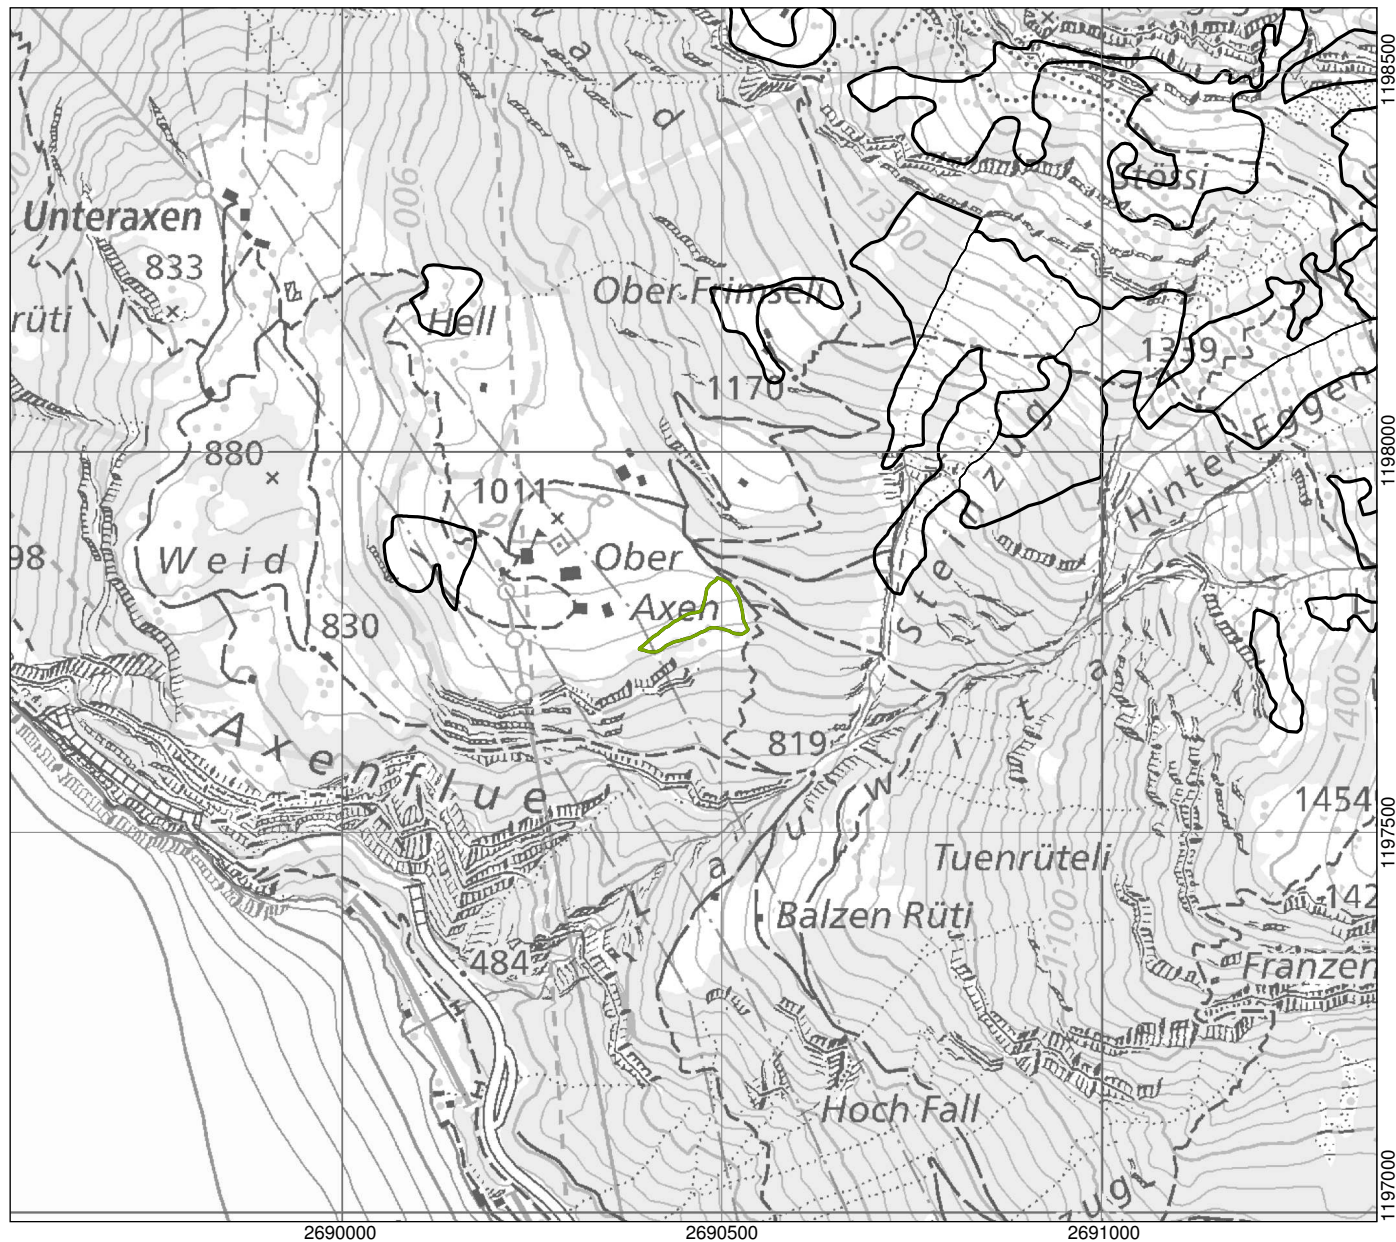 w a l d
1198500
1300
Stössi
Unteraxen
900
833
Ober Frimseli
rüti
Hell
1339
1170
Hinter Eggen
1198000
880
Steinzug
1011
98
Weid
Ober
Axen
830
1400
819
Axenflue
1454
1197500
Tuenrüteli
142
Balzen Rüti
1100
484
Franzen
Hoch Fall
1197000
zug
2690000
2690500
2691000